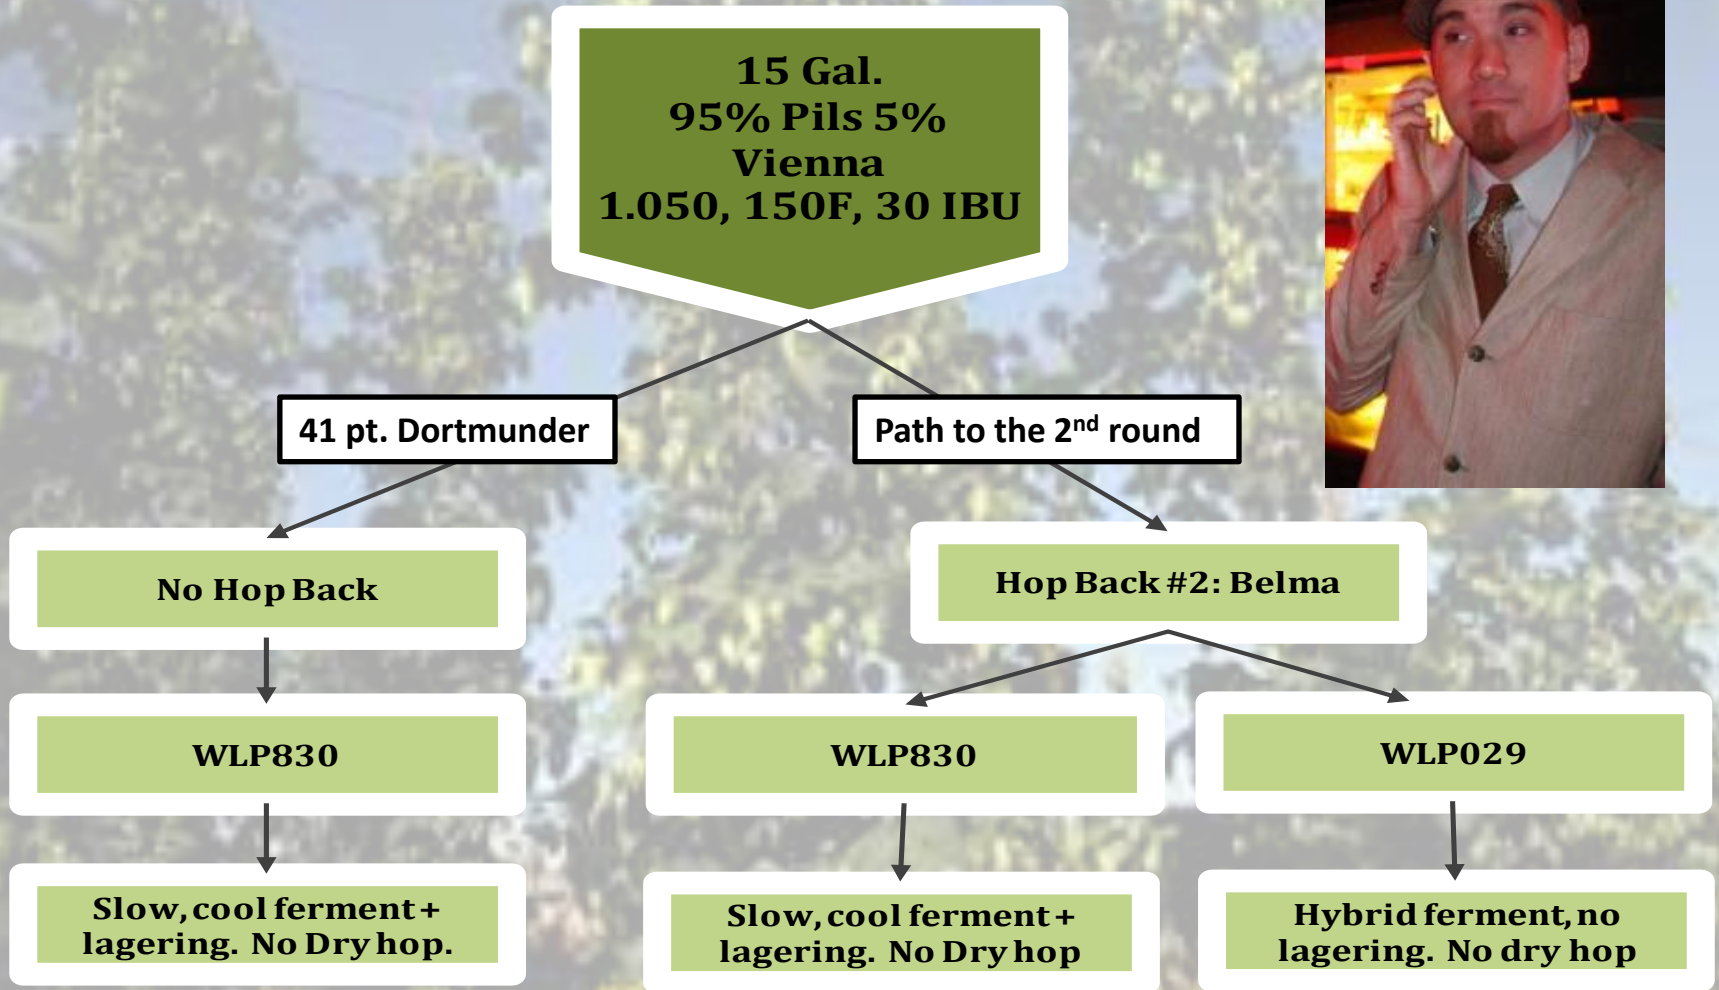 15 Gal.
95% Pils 5%
Vienna
1.050, 150F, 30 IBU
41 pt. Dortmunder
Path to the 2nd round
No Hop Back
Hop Back #2: Belma
WLP830
WLP830
WLP029
Slow, cool ferment +
lagering. No Dry hop.
Slow, cool ferment +
lagering. No Dry hop
Hybrid ferment, no
lagering. No dry hop